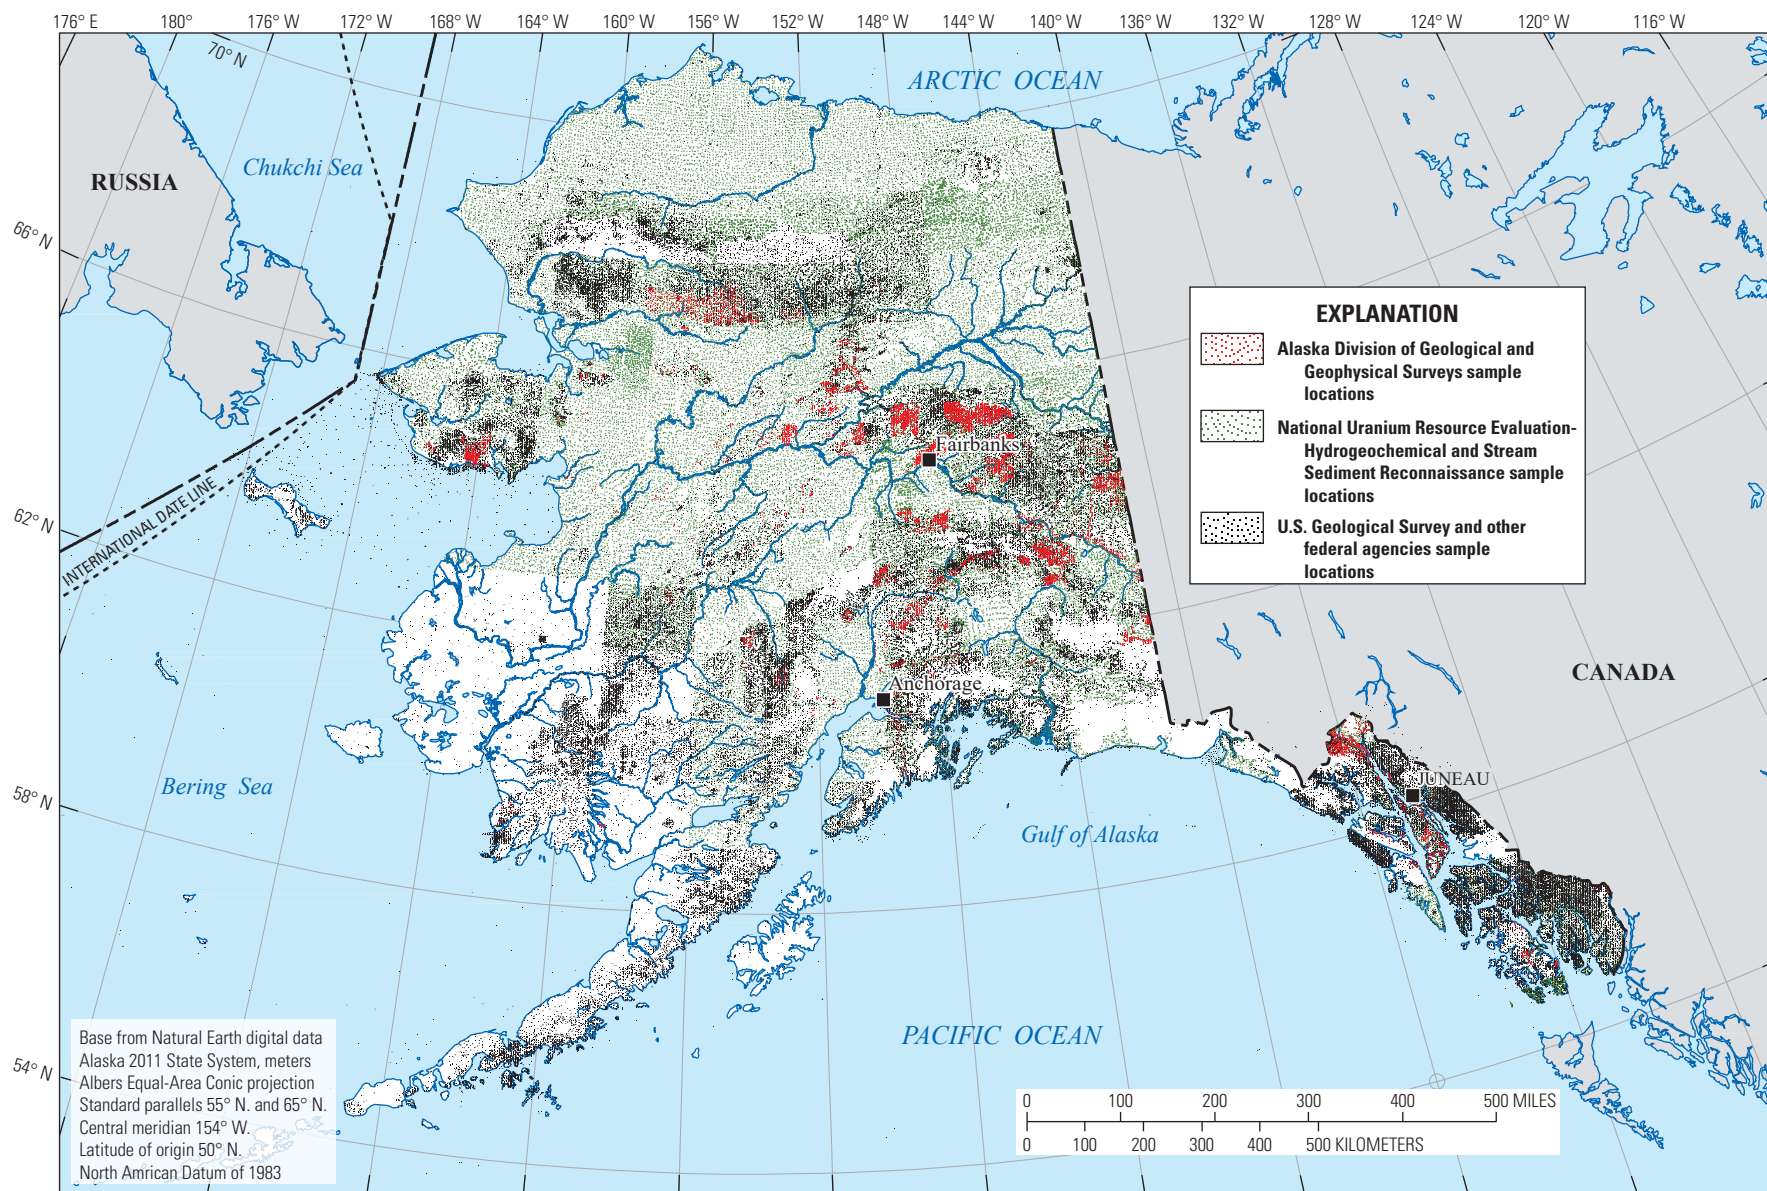 176° E 180° 176° W 172° W 168° W 160° W 156° W 152° W 148° W 144° W 140° W 136° W 132° W 128° W 124° W 120° W 116° W
70° N
ARCTIC OCEAN
Chukchi Sea
RUSSIA
66° N
EXPLANATION
Alaska Division of Geological and
Geophysical Surveys sample
locations
National Uranium Resource Evaluation-
Hydrogeochemical and Stream
Sediment Reconnaissance sample
locations
U.S. Geological Survey and other
federal agencies sample
locations
Fairbanks
62° N
INTERNATIONAL DATE LINE
CANADA
Anchorage
JUNEAU
Bering Sea
58° N
Gulf of Alaska
PACIFIC OCEAN
54° N
Base from Natural Earth digital data
Alaska 2011 State System, meters
Albers Equal-Area Conic projection
Standard parallels 55° N. and 65° N.
Central meridian 154° W.
Latitude of origin 50° N.
North Amrican Datum of 1983
0 100 200 300 400 500 MILES
0 100 200 300 400 500 KILOMETERS